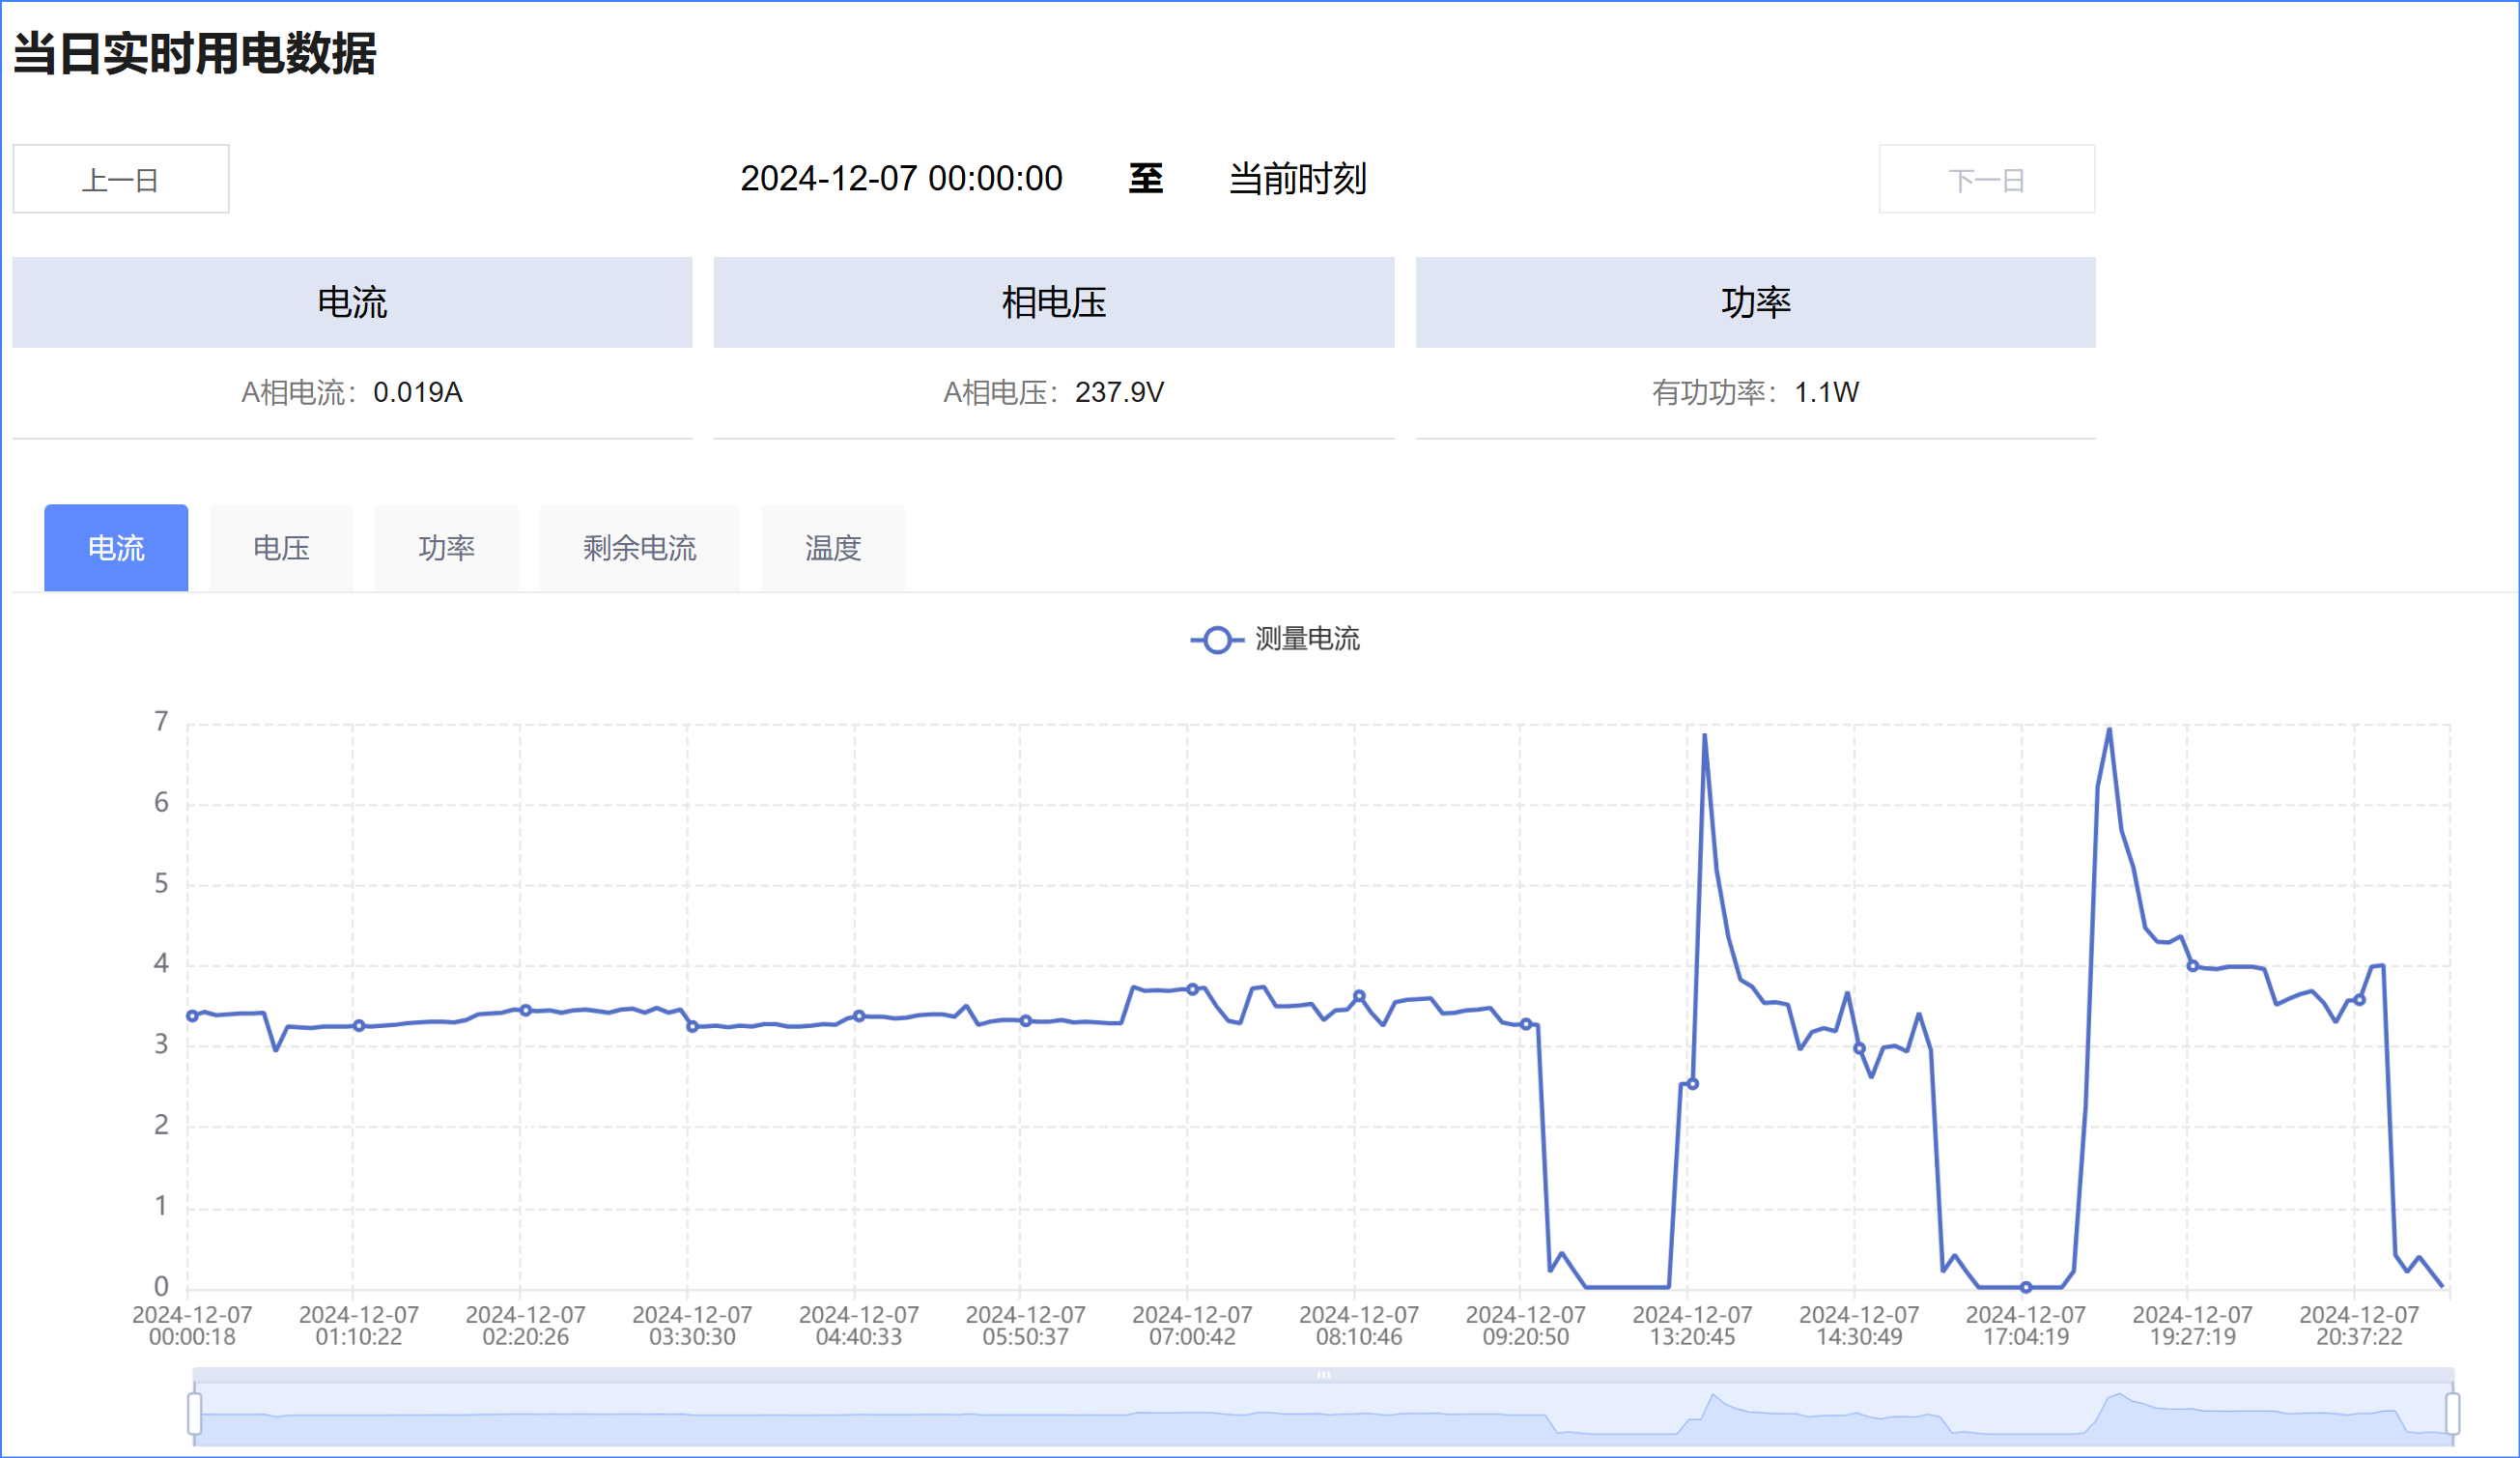 当日实时用电数据
上一日
2024-12-07 00:00:00 至 当前时刻
下一日
电流 相电压 功率
A相电流： 0.019A A相电压： 237.9V 有功功率： 1.1W
电流 电压 功率 剩余电流 温度
测量电流
7
6
5
4
3
2
1
0
2024-12-07 2024-12-07 2024-12-07 2024-12-07 2024-12-07 2024-12-07 2024-12-07 2024-12-07 2024-12-07 2024-12-07 2024-12-07 2024-12-07 2024-12-07 2024-12-07
00:00:18 01:10:22 02:20:26 03:30:30 04:40:33 05:50:37 07:00:42 08:10:46 09:20:50 13:20:45 14:30:49 17:04:19 19:27:19 20:37:22